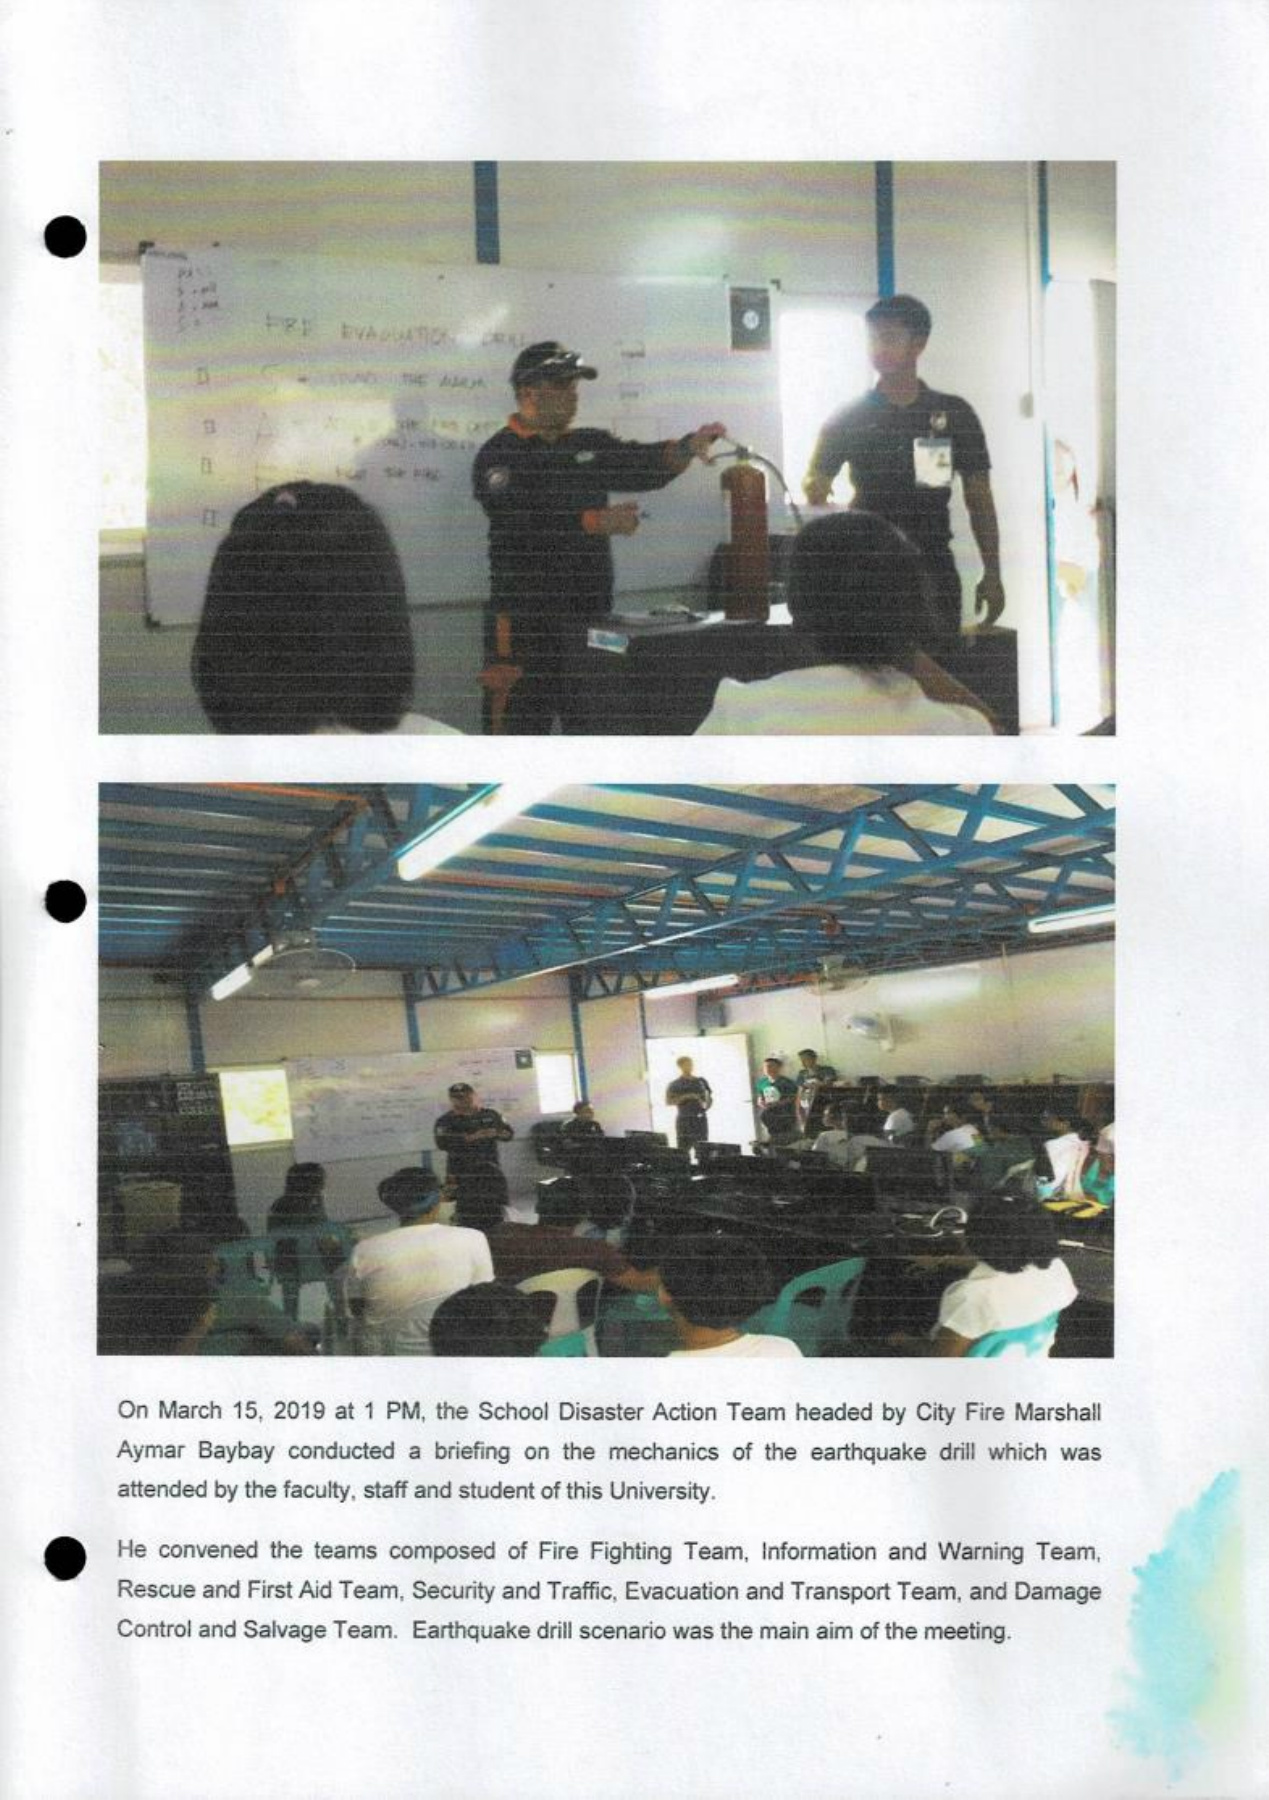 FIRE EVACUATION DRILL
THE ALARM
THE FIRE
On March 15, 2019 at 1 PM, the School Disaster Action Team headed by City Fire Marshall
Aymar Baybay conducted a briefing on the mechanics of the earthquake drill which was
attended by the faculty, staff and student of this University.
He convened the teams composed of Fire Fighting Team, Information and Warning Team,
Rescue and First Aid Team, Security and Traffic, Evacuation and Transport Team, and Damage
Control and Salvage Team. Earthquake drill scenario was the main aim of the meeting.